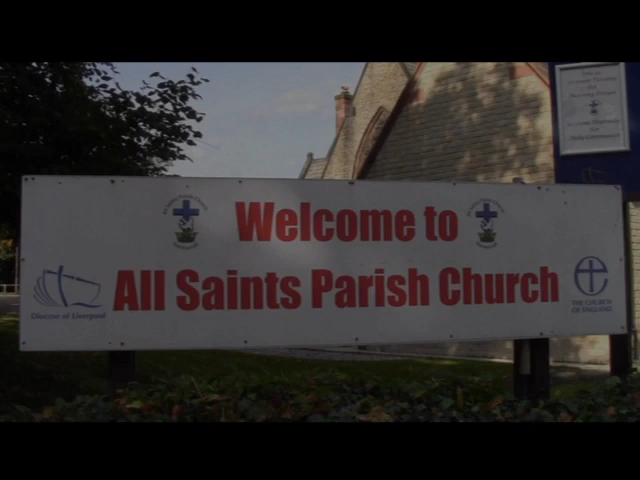 Welcome to
All Saints Parish Church
Diocese of Liverpool
THE CHURCH
OF ENGLAND